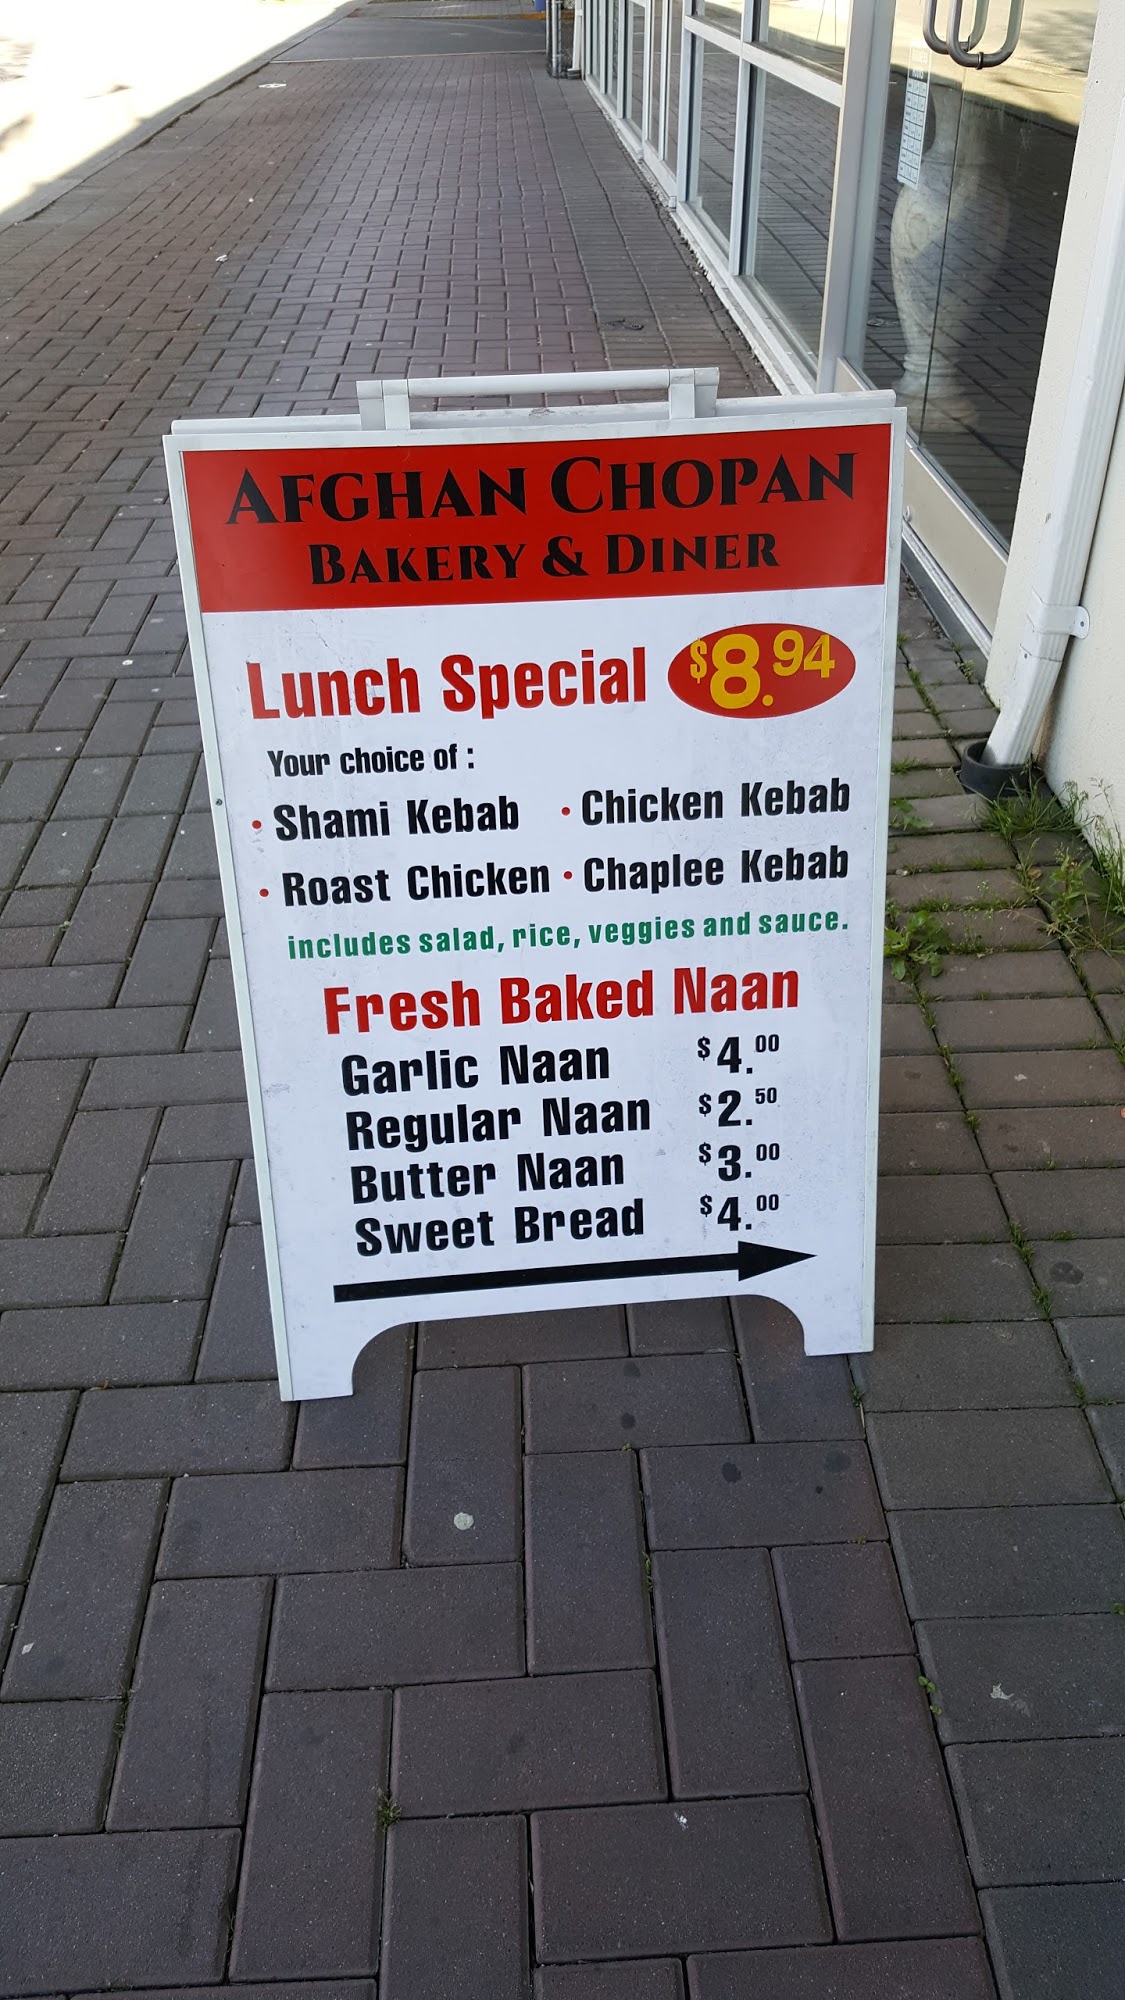 AFGHAN CHOPAN
BAKERY & DINER
Lunch Special $8.94
Your choice of :
• Shami Kebab • Chicken Kebab
• Roast Chicken • Chaplee Kebab
includes salad, rice, veggies and sauce.
Fresh Baked Naan
Garlic Naan $4.00
Regular Naan $2.50
Butter Naan $3.00
Sweet Bread $4.00